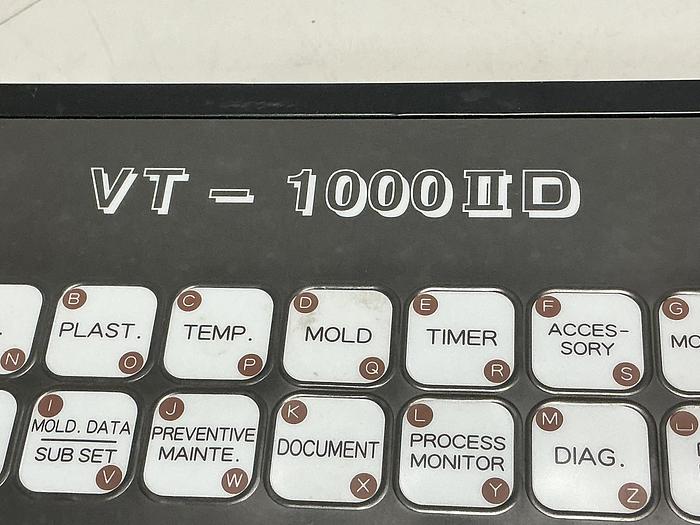 VT - 1000IID
B C D E F G
PLAST. TEMP. MOLD TIMER ACCES-
SORY
N O P Q R S
I J K L M
MOLD. DATA PREVENTIVE DOCUMENT PROCESS DIAG.
SUB SET MAINTE. MONITOR
V W X Y Z